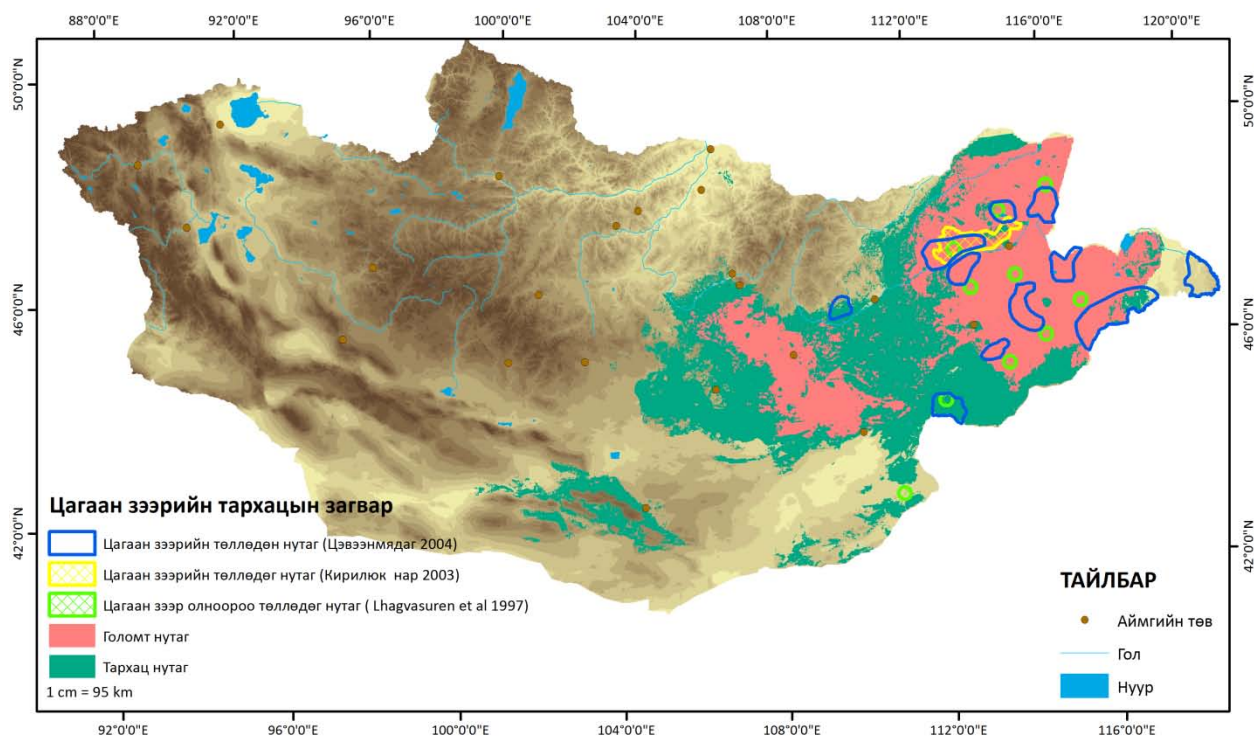 88°0'0"E 92°0'0"E 96°0'0"E 100°0'0"E 104°0'0"E 108°0'0"E 112°0'0"E 116°0'0"E 120°0'0"E
50°0'0"N
50°0'0"N
46°0'0"N
46°0'0"N
42°0'0"N
42°0'0"N
Цагаан зээрийн тархацын загвар
Цагаан зээрийн төллөдөн нутаг (Цэвээнмядаг 2004)
Цагаан зээрийн төллөдөг нутаг (Кирилюк нар 2003)
Цагаан зээр олноороо төллөдөг нутаг ( Lhagvasuren et al 1997)
Голомт нутаг
Тархац нутаг
1 cm = 95 km
ТАЙЛБАР
Аймгийн төв
Гол
Нуур
92°0'0"E 96°0'0"E 100°0'0"E 104°0'0"E 108°0'0"E 112°0'0"E 116°0'0"E